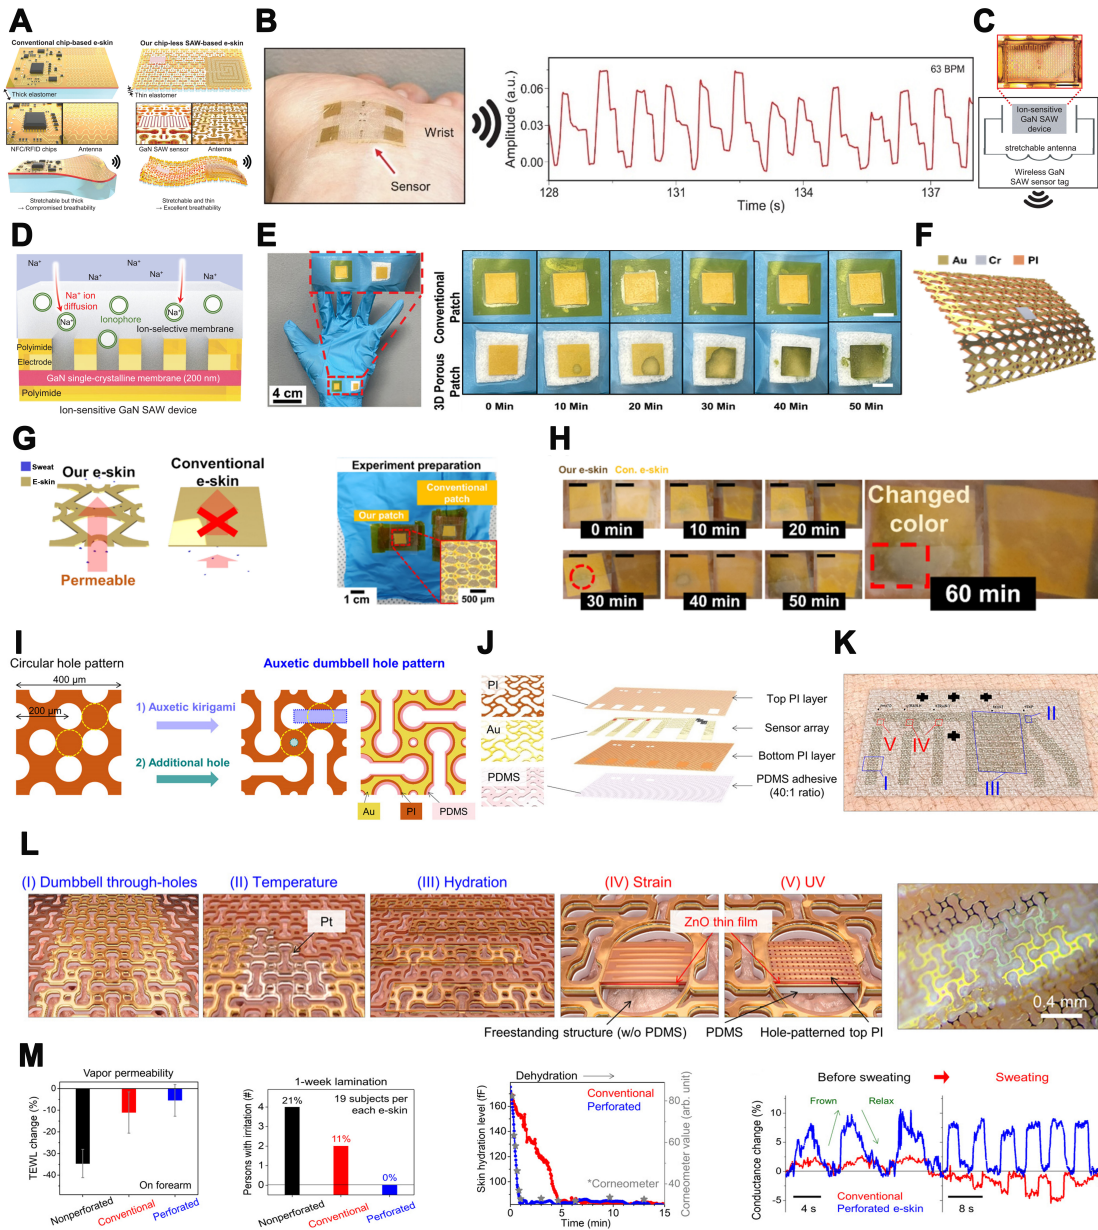 A
Conventional chip-based e-skin
Our chip-less SAW-based e-skin
Thick elastomer
Thin elastomer
NFC/RFID chips
Antenna
GaN SAW sensor
Antenna
Stretchable but thick
→ Compromised breathability
Stretchable and thin
→ Excellent breathability
B
Wrist
Sensor
63 BPM
Amplitude (a.u.)
0.06
0.03
0.00
128
131
134
137
Time (s)
C
Ion-sensitive
GaN SAW
device
stretchable antenna
Wireless GaN
SAW sensor tag
D
Na⁺
Na⁺
Na⁺
Na⁺
Na⁺
Na⁺ ion
diffusion
Na⁺
Na⁺
Ionophore
Ion-selective membrane
Polyimide
Electrode
GaN single-crystalline membrane (200 nm)
Polyimide
Ion-sensitive GaN SAW device
E
4 cm
Conventional
Patch
3D Porous
Patch
0 Min
10 Min
20 Min
30 Min
40 Min
50 Min
F
Au
Cr
PI
G
Sweat
E-skin
Our e-skin
Conventional
e-skin
Permeable
Experiment preparation
Conventional
patch
Our patch
1 cm
500 μm
H
Our e-skin
Con. e-skin
0 min
10 min
20 min
30 min
40 min
50 min
Changed
color
60 min
I
Circular hole pattern
400 μm
200 μm
1) Auxetic kirigami
2) Additional hole
Auxetic dumbbell hole pattern
Au
PI
PDMS
J
PI
Au
PDMS
Top PI layer
Sensor array
Bottom PI layer
PDMS adhesive
(40:1 ratio)
K
I
II
III
IV
V
L
(I) Dumbbell through-holes
(II) Temperature
(III) Hydration
(IV) Strain
(V) UV
Pt
ZnO thin film
Freestanding structure (w/o PDMS)
PDMS
Hole-patterned top PI
0.4 mm
M
Vapor permeability
TEWL change (%)
0
-10
-20
-30
-40
On forearm
Nonperforated
Conventional
Perforated
1-week lamination
19 subjects per
each e-skin
Persons with irritation (#)
4
3
2
1
0
21%
11%
0%
Nonperforated
Conventional
Perforated
Dehydration
Conventional
Perforated
Skin hydration level (fF)
160
140
120
100
Corneometer value (arb. unit)
80
60
40
*Corneometer
0
5
10
15
Time (min)
Before sweating
Sweating
Conductance change (%)
10
5
0
-5
Frown
Relax
4 s
Conventional
Perforated e-skin
8 s